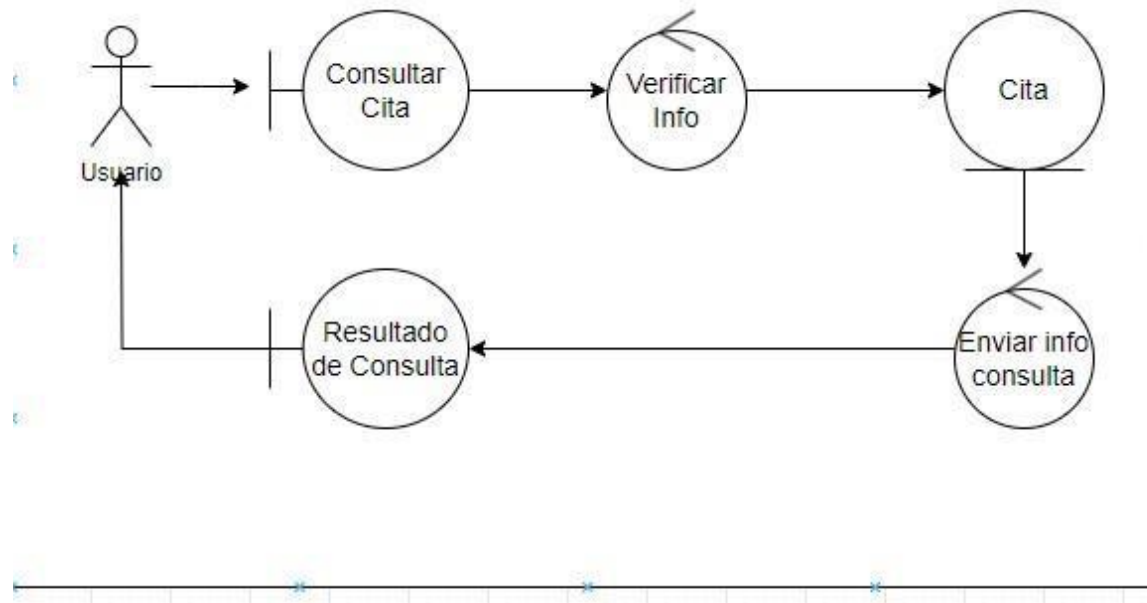 Usuario
Consultar
Cita
Verificar
Info
Cita
Resultado
de Consulta
Enviar info
consulta